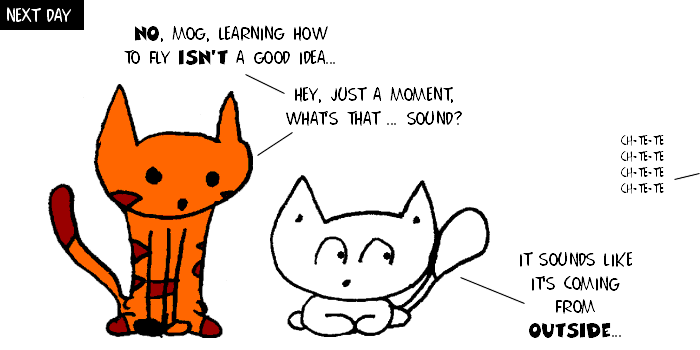 NEXT DAY
NO, MOG, LEARNING HOW
TO FLY ISN'T A GOOD IDEA...
HEY, JUST A MOMENT,
WHAT'S THAT ... SOUND?
CH-TE-TE
CH-TE-TE
CH-TE-TE
CH-TE-TE
IT SOUNDS LIKE
IT'S COMING
FROM
OUTSIDE...